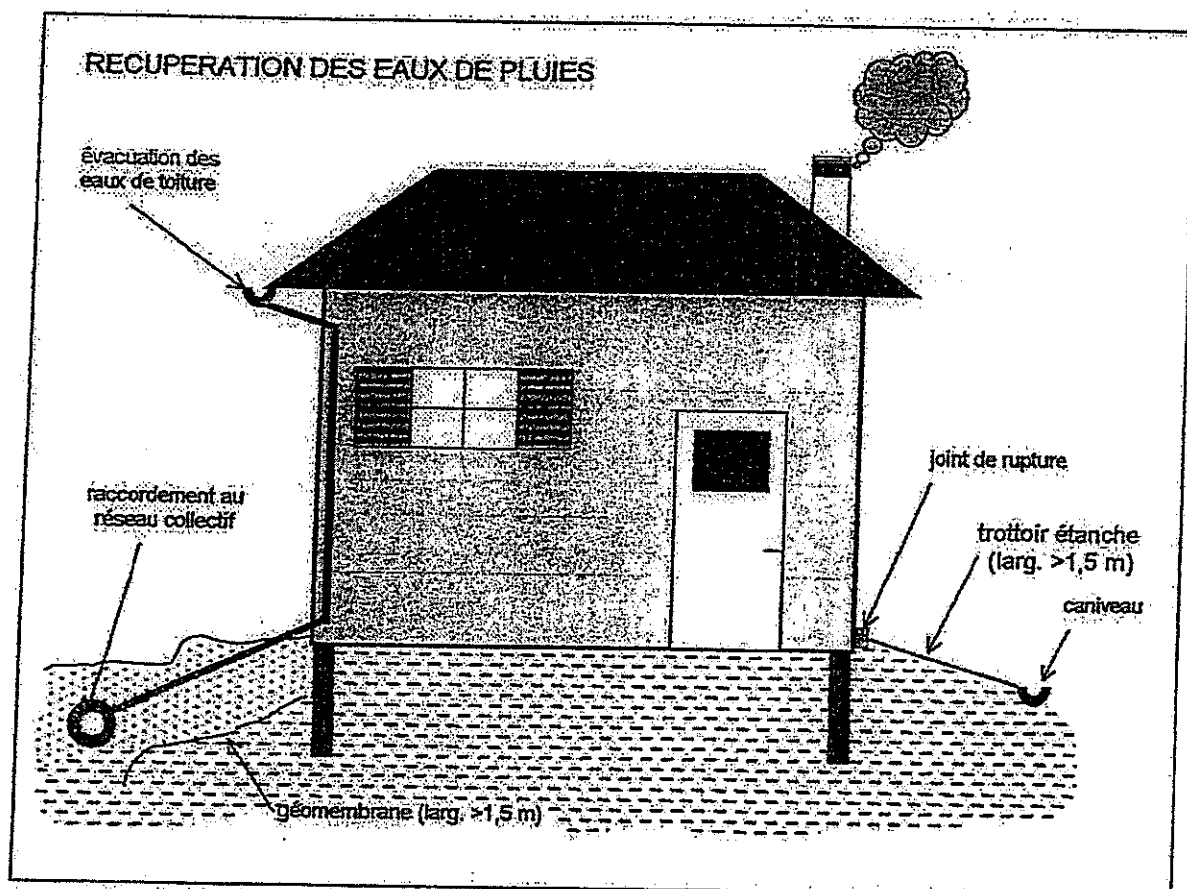 RECUPERATION DES EAUX DE PLUIES
évacuation des
eaux de toiture
raccordement au
réseau collectif
joint de rupture
trottoir étanche
(larg. >1,5 m)
caniveau
géomembrane (larg. >1,5 m)